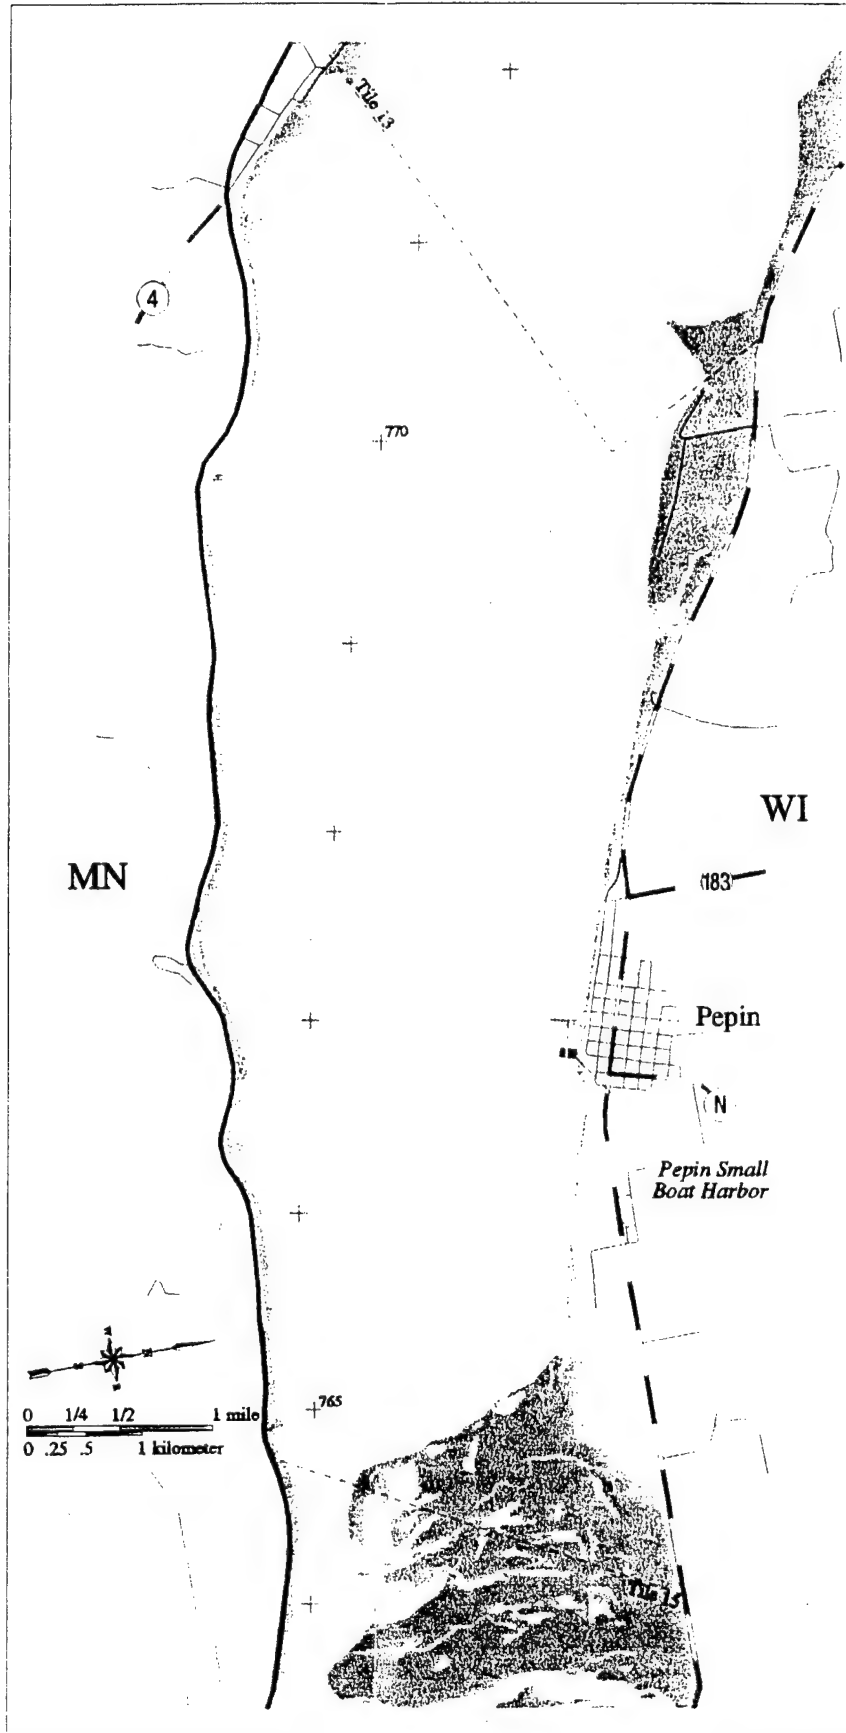 Tile 13
4
770
WI
MN
183
Pepin
N
Pepin Small
Boat Harbor
0 1/4 1/2 1 mile
0 .25 .5 1 kilometer
765
Tile 15